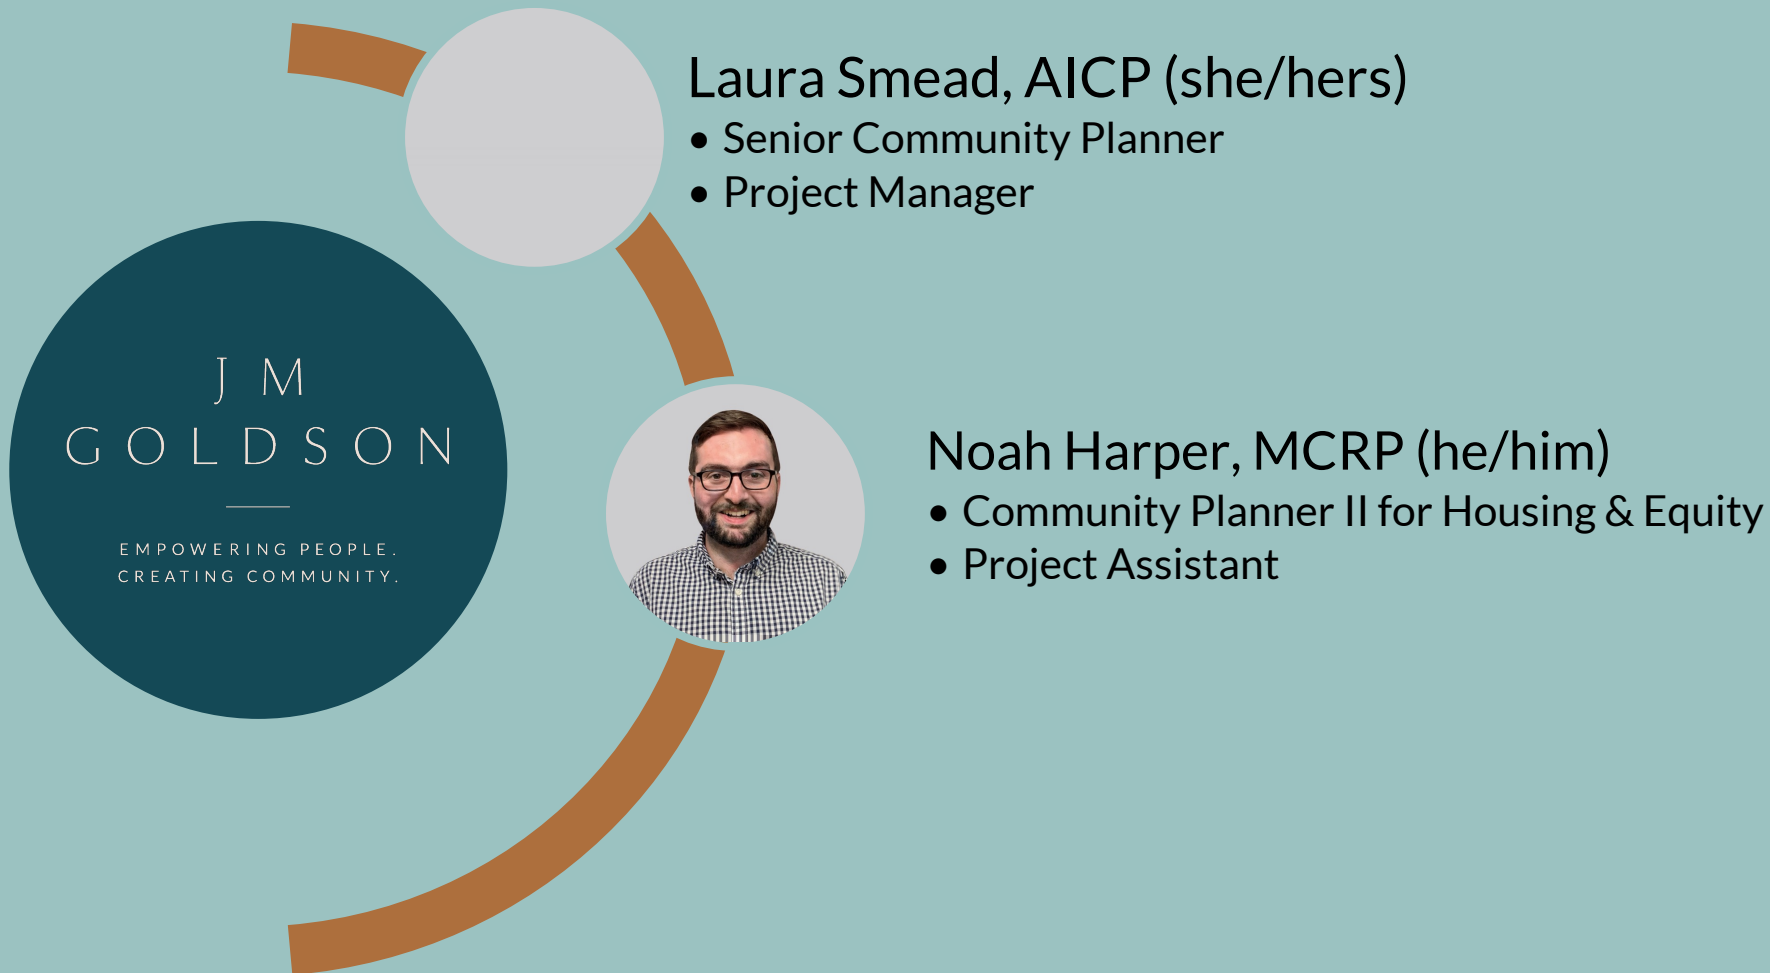 Laura Smead, AICP (she/hers)
• Senior Community Planner
• Project Manager
J M
GOLDSON
EMPOWERING PEOPLE.
CREATING COMMUNITY.
Noah Harper, MCRP (he/him)
• Community Planner II for Housing & Equity
• Project Assistant